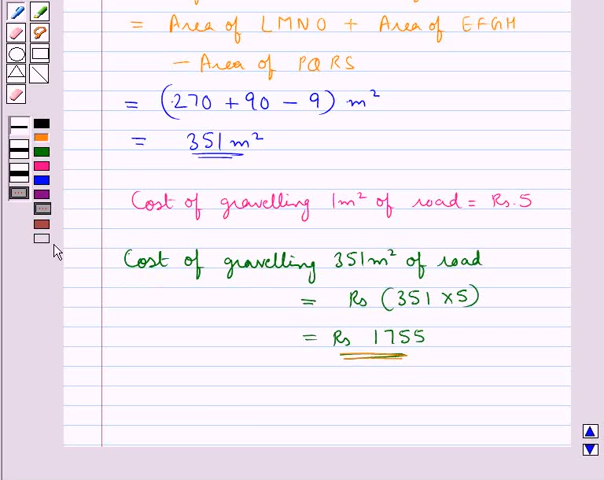 = Area of LMNO + Area of EFGH
- Area of PQRS
= (270 + 90 - 9) m²
= 351 m²
Cost of gravelling 1m² of road = Rs. 5
Cost of gravelling 351m² of road
= Rs (351 × 5)
= Rs 1755